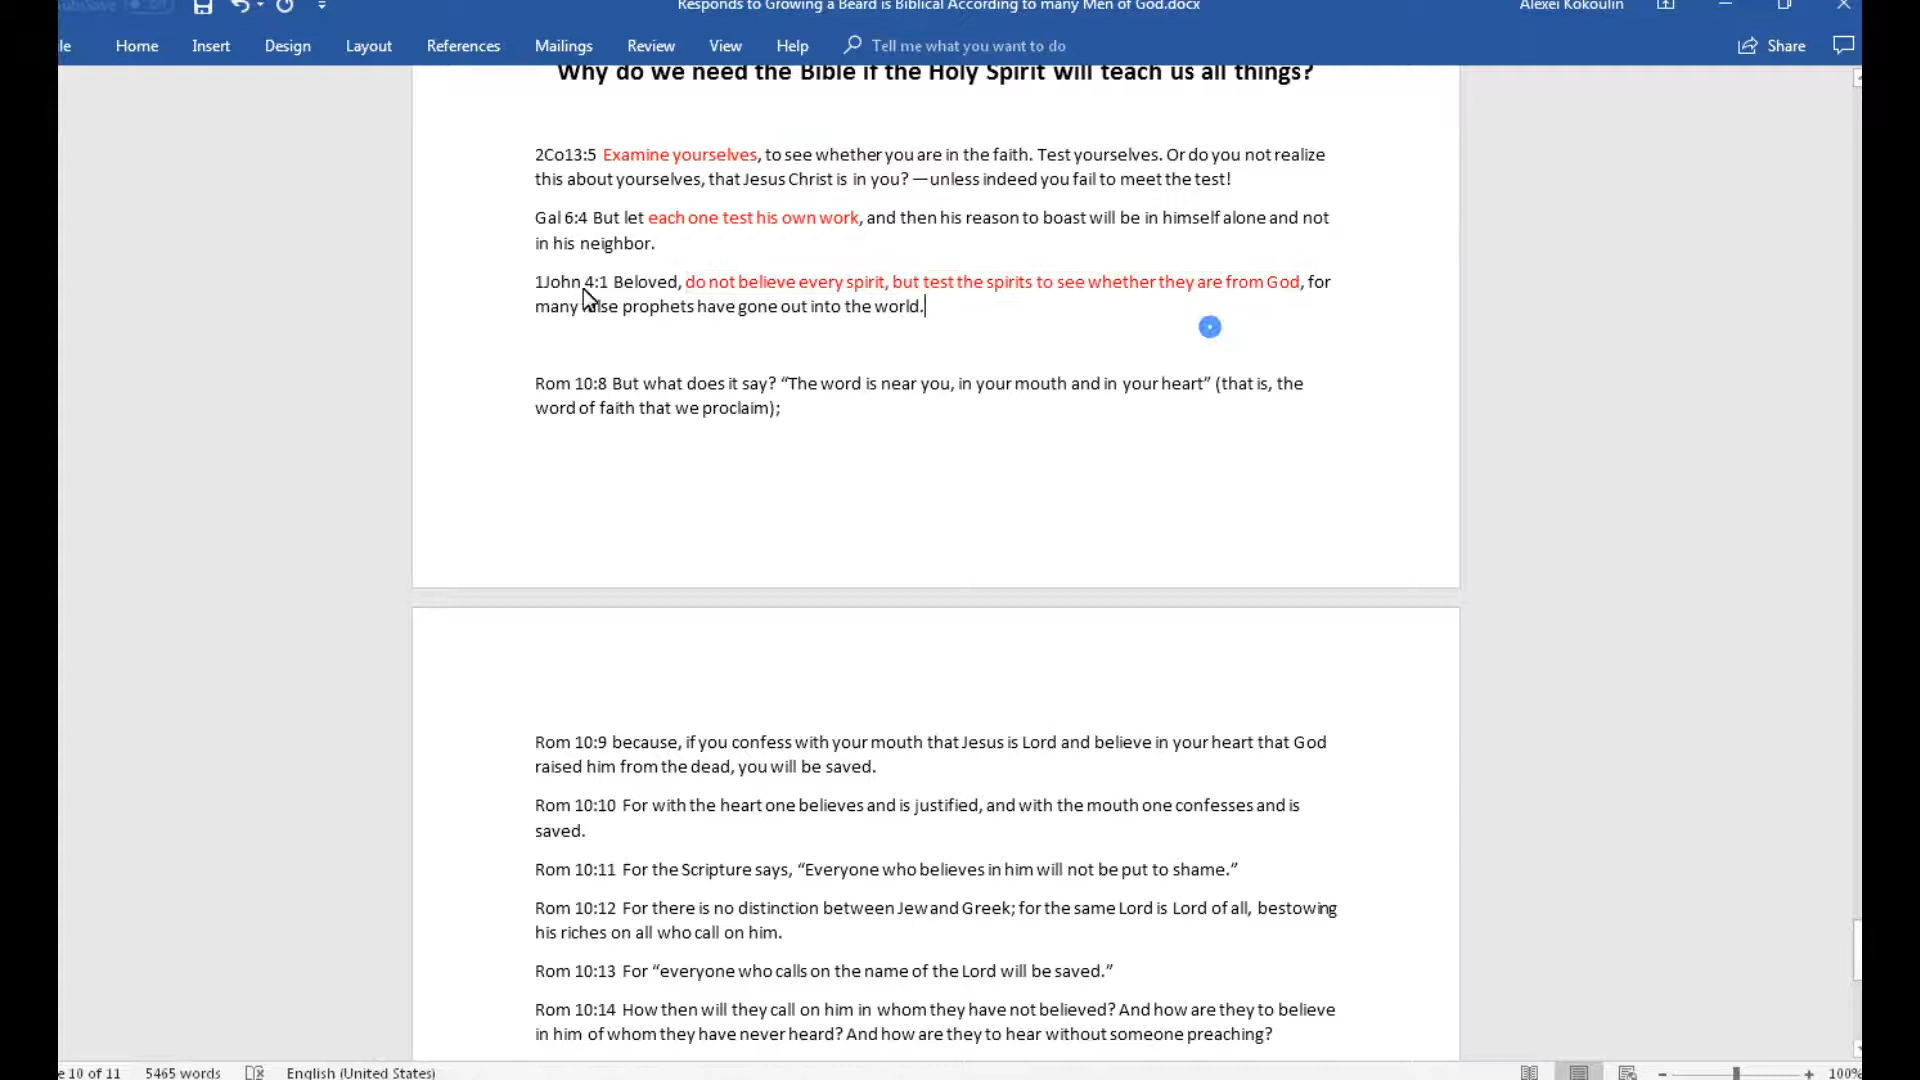 Responds to Growing a Beard is Biblical According to many Men of God.docx
Alexei Kokoulin
le Home Insert Design Layout References Mailings Review View Help Tell me what you want to do Share
Why do we need the Bible if the Holy Spirit will teach us all things?
2Co13:5 Examine yourselves, to see whether you are in the faith. Test yourselves. Or do you not realize
this about yourselves, that Jesus Christ is in you? —unless indeed you fail to meet the test!
Gal 6:4 But let each one test his own work, and then his reason to boast will be in himself alone and not
in his neighbor.
1John 4:1 Beloved, do not believe every spirit, but test the spirits to see whether they are from God, for
many false prophets have gone out into the world.
Rom 10:8 But what does it say? “The word is near you, in your mouth and in your heart” (that is, the
word of faith that we proclaim);
Rom 10:9 because, if you confess with your mouth that Jesus is Lord and believe in your heart that God
raised him from the dead, you will be saved.
Rom 10:10 For with the heart one believes and is justified, and with the mouth one confesses and is
saved.
Rom 10:11 For the Scripture says, “Everyone who believes in him will not be put to shame.”
Rom 10:12 For there is no distinction between Jew and Greek; for the same Lord is Lord of all, bestowing
his riches on all who call on him.
Rom 10:13 For “everyone who calls on the name of the Lord will be saved.”
Rom 10:14 How then will they call on him in whom they have not believed? And how are they to believe
in him of whom they have never heard? And how are they to hear without someone preaching?
e 10 of 11 5465 words English (United States) 100%